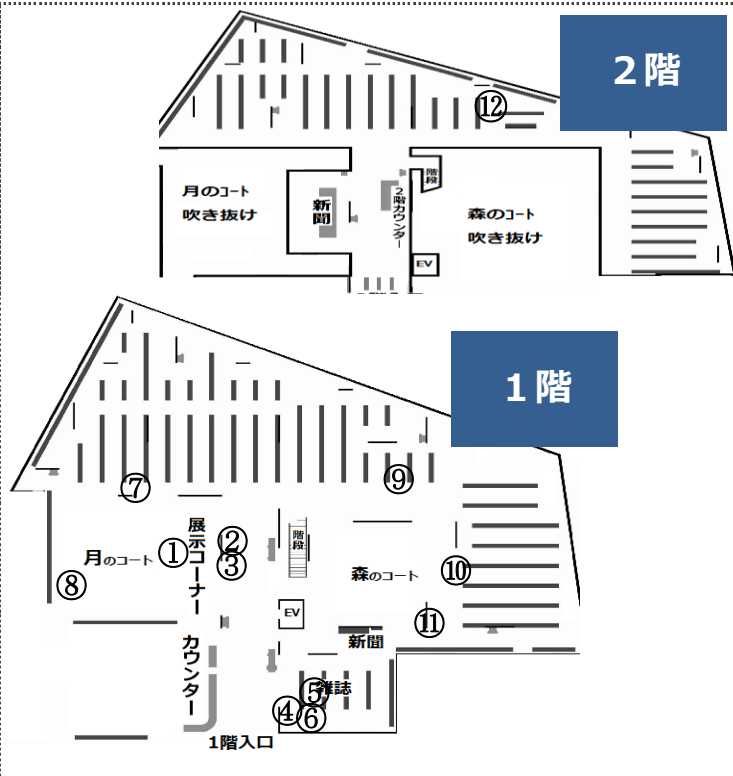 2階
⑫
月のコート
吹き抜け
新聞
2階カウンター
階段
森のコート
吹き抜け
EV
1階
⑦
⑨
展示コーナー
①
②
③
階段
月のコート
森のコート
⑩
⑧
EV
⑪
新聞
カウンター
雑誌
⑤
④
⑥
1階入口